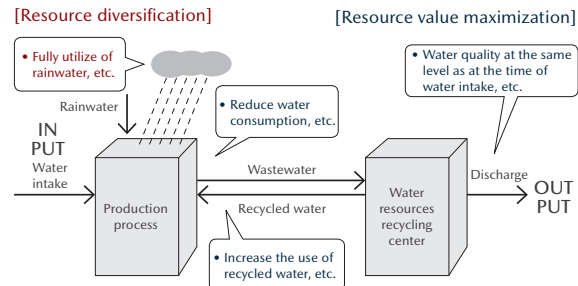 [Resource diversification]
[Resource value maximization]
• Fully utilize of
rainwater, etc.
• Water quality at the same
level as at the time of
water intake, etc.
Rainwater
• Reduce water
consumption, etc.
IN
PUT
Water
intake
Wastewater
Discharge
Production
process
Recycled water
Water
resources
recycling
center
OUT
PUT
• Increase the use of
recycled water, etc.